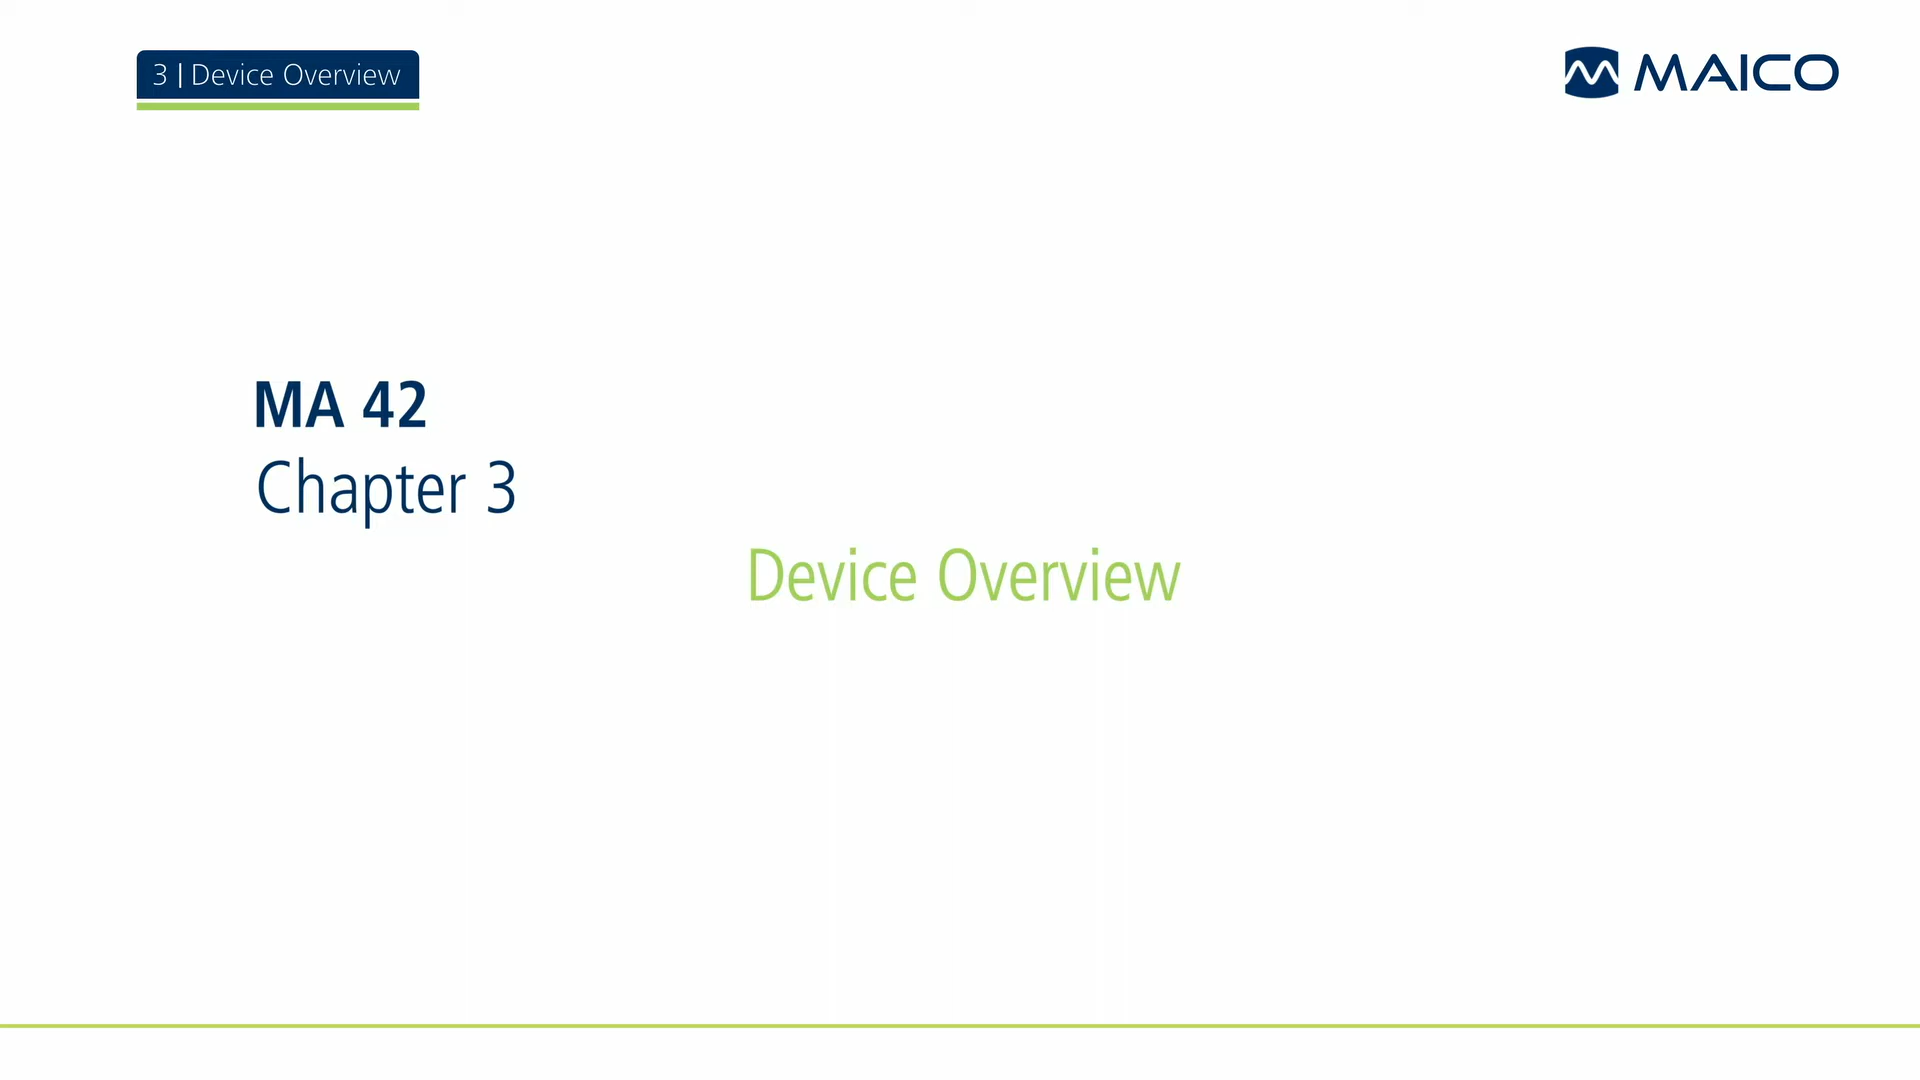 3 | Device Overview
MAICO
MA 42
Chapter 3
Device Overview